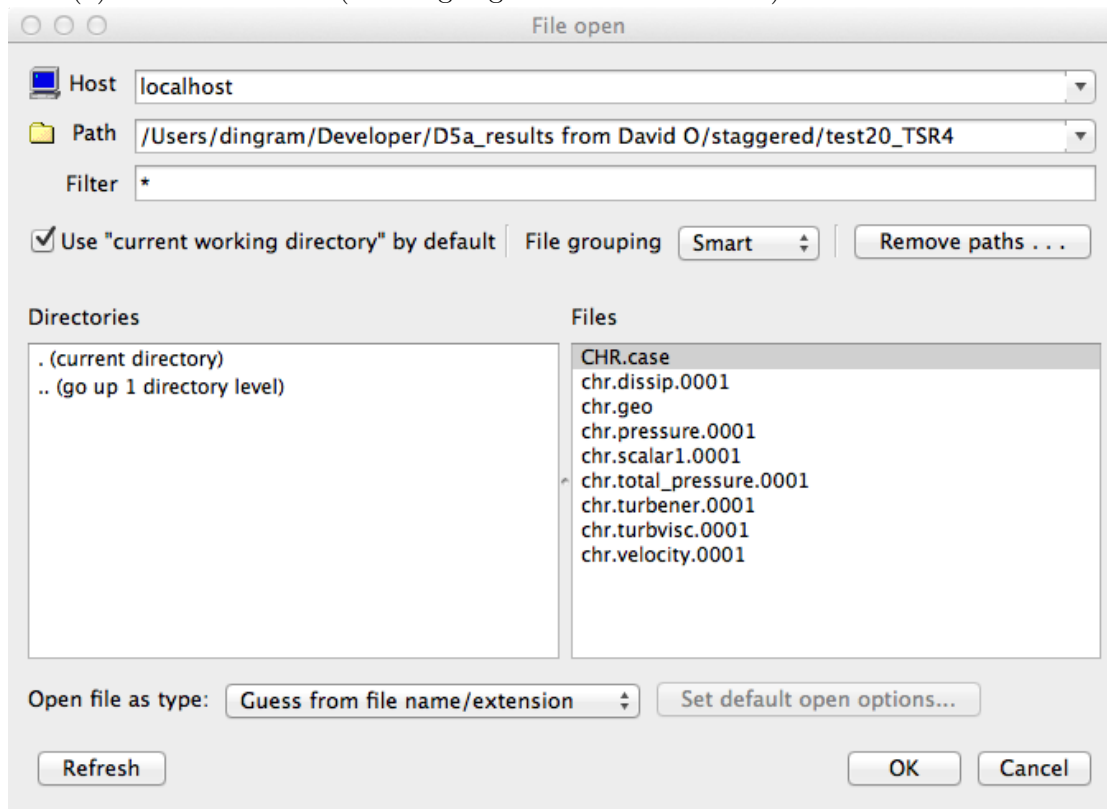 File open
Host localhost
Path /Users/dingram/Developer/D5a_results from David O/staggered/test20_TSR4
Filter *
Use "current working directory" by default File grouping Smart Remove paths . . .
Directories Files
. (current directory) CHR.case
.. (go up 1 directory level) chr.dissip.0001
chr.geo
chr.pressure.0001
chr.scalar1.0001
chr.total_pressure.0001
chr.turbener.0001
chr.turbvisc.0001
chr.velocity.0001
Open file as type: Guess from file name/extension Set default open options...
Refresh OK Cancel